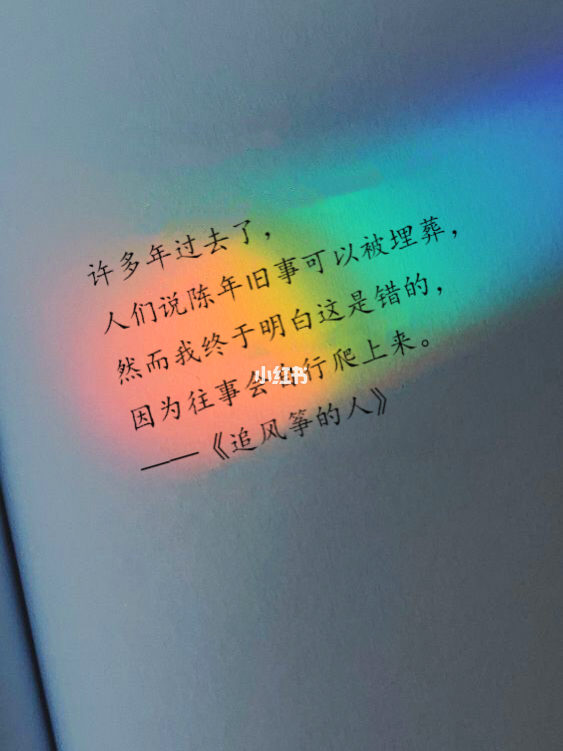 许多年过去了，
人们说陈年旧事可以被埋葬，
然而我终于明白这是错的，
因为往事会自行爬上来。
——《追风筝的人》
小红书